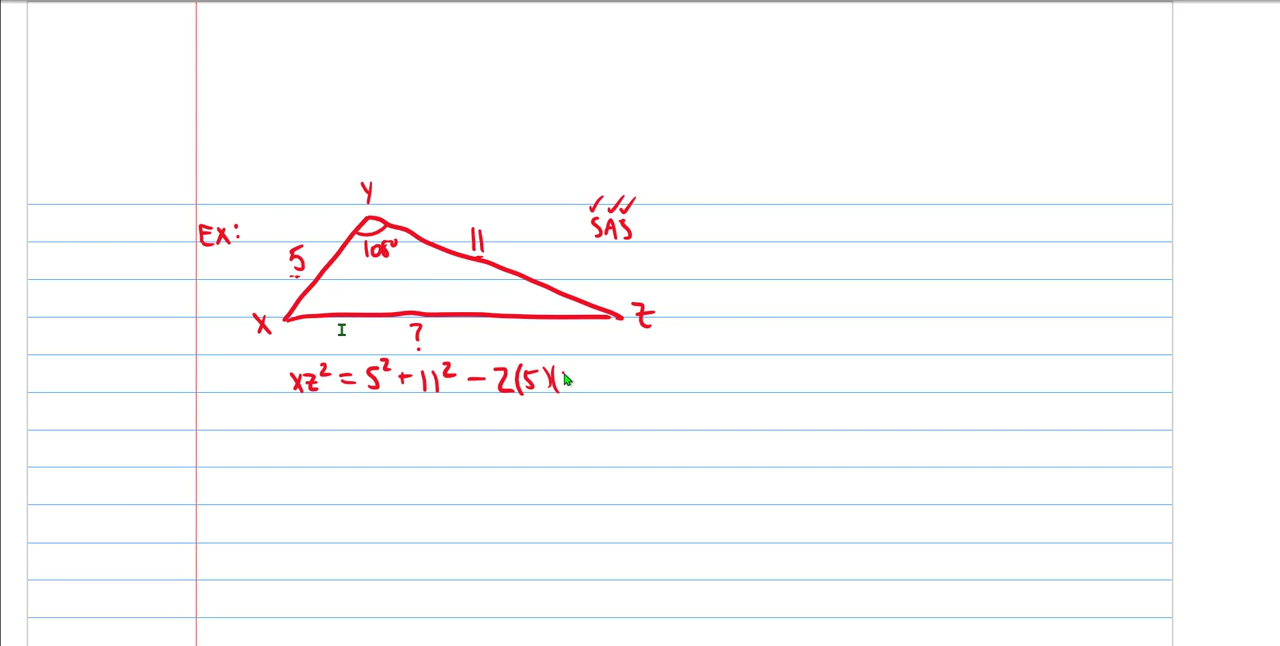 Y
SAS
Ex:
11
5
108°
X
Z
?
xz² = 5² + 11² − 2(5)(